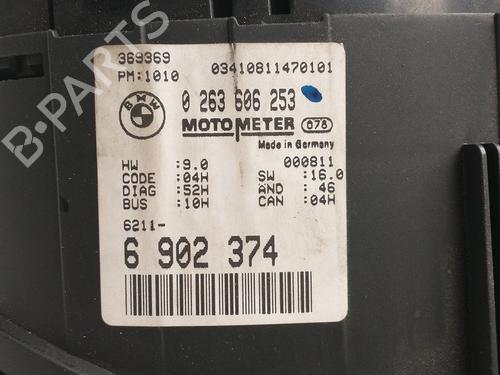 369369 03410811470101
PM:1010
BMW 0 263 606 253
MOTOMETER 678
Made in Germany
HW :9.0 000811
CODE :04H SW :16.0
DIAG :52H AND : 46
BUS :10H CAN :04H
6211-
6 902 374
B-PARTS